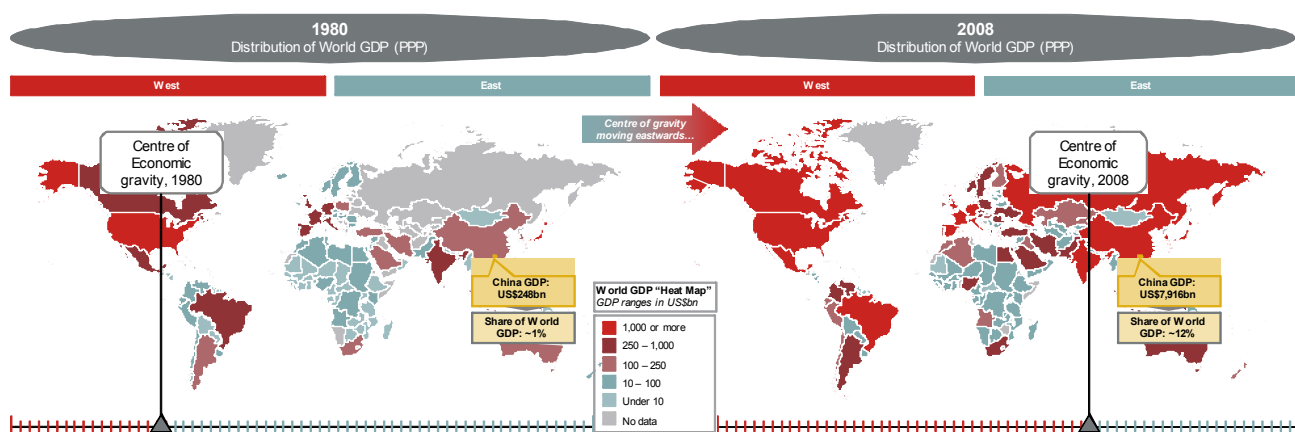 1980
Distribution of World GDP (PPP)
2008
Distribution of World GDP (PPP)
West
East
West
East
Centre of
Economic
gravity, 1980
Centre of gravity
moving eastwards...
Centre of
Economic
gravity, 2008
China GDP:
US$248bn
Share of World
GDP: ~1%
World GDP “Heat Map”
GDP ranges in US$bn
1,000 or more
250 – 1,000
100 – 250
10 – 100
Under 10
No data
China GDP:
US$7,916bn
Share of World
GDP: ~12%